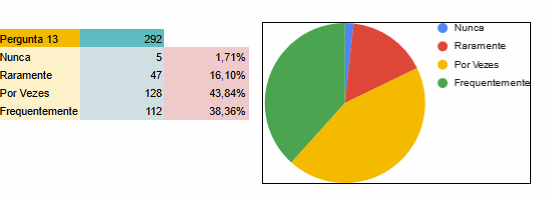 Pergunta 13 292
Nunca 5 1,71%
Raramente 47 16,10%
Por Vezes 128 43,84%
Frequentemente 112 38,36%
Nunca
Raramente
Por Vezes
Frequentemente